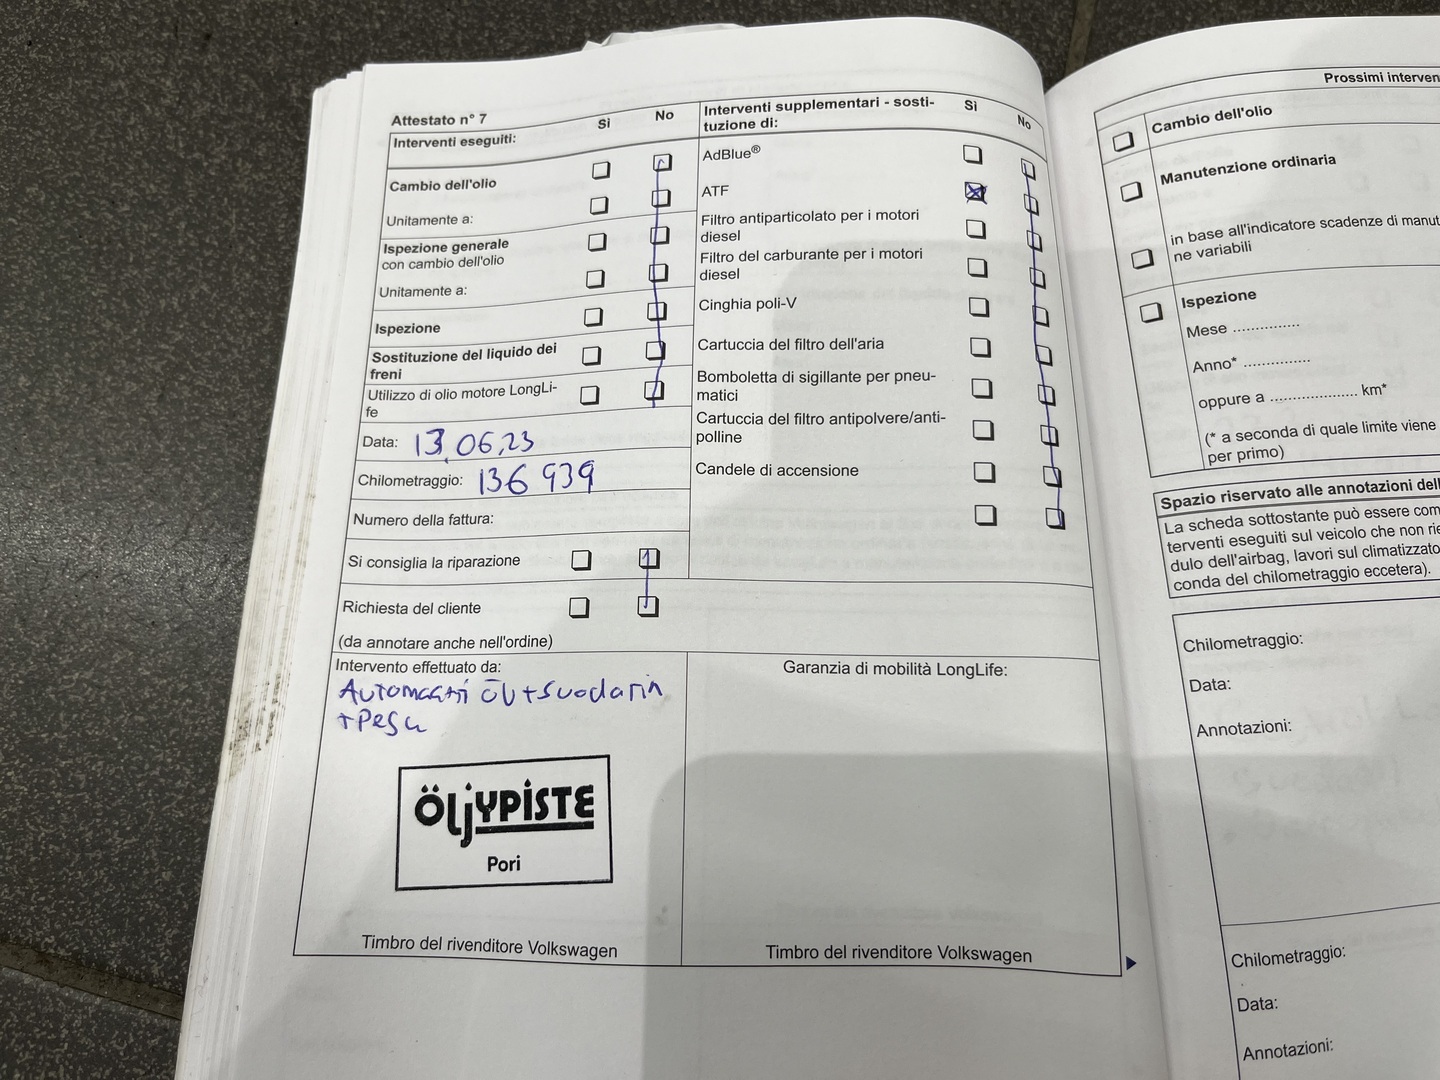 Attestato n° 7
Sì
No
Interventi eseguiti:
Cambio dell'olio
Unitamente a:
Ispezione generale
con cambio dell'olio
Unitamente a:
Ispezione
Sostituzione del liquido dei
freni
Utilizzo di olio motore LongLi-
fe
Data: 13.06.23
Chilometraggio: 136 939
Numero della fattura:
Si consiglia la riparazione
Richiesta del cliente
(da annotare anche nell'ordine)
Intervento effettuato da:
Automaatti öljyt suodatin
+ pesu
ÖLJYPISTE
Pori
Timbro del rivenditore Volkswagen
Interventi supplementari - sosti-
tuzione di:
Sì
No
AdBlue®
ATF
Filtro antiparticolato per i motori
diesel
Filtro del carburante per i motori
diesel
Cinghia poli-V
Cartuccia del filtro dell'aria
Bomboletta di sigillante per pneu-
matici
Cartuccia del filtro antipolvere/anti-
polline
Candele di accensione
Garanzia di mobilità LongLife:
Timbro del rivenditore Volkswagen
Prossimi interven
Cambio dell'olio
Manutenzione ordinaria
in base all'indicatore scadenze di manut
ne variabili
Ispezione
Mese ...............
Anno* ...............
oppure a .................... km*
(* a seconda di quale limite viene
per primo)
Spazio riservato alle annotazioni dell
La scheda sottostante può essere com
terventi eseguiti sul veicolo che non rie
dulo dell'airbag, lavori sul climatizzato
conda del chilometraggio eccetera).
Chilometraggio:
Data:
Annotazioni:
Chilometraggio:
Data:
Annotazioni: